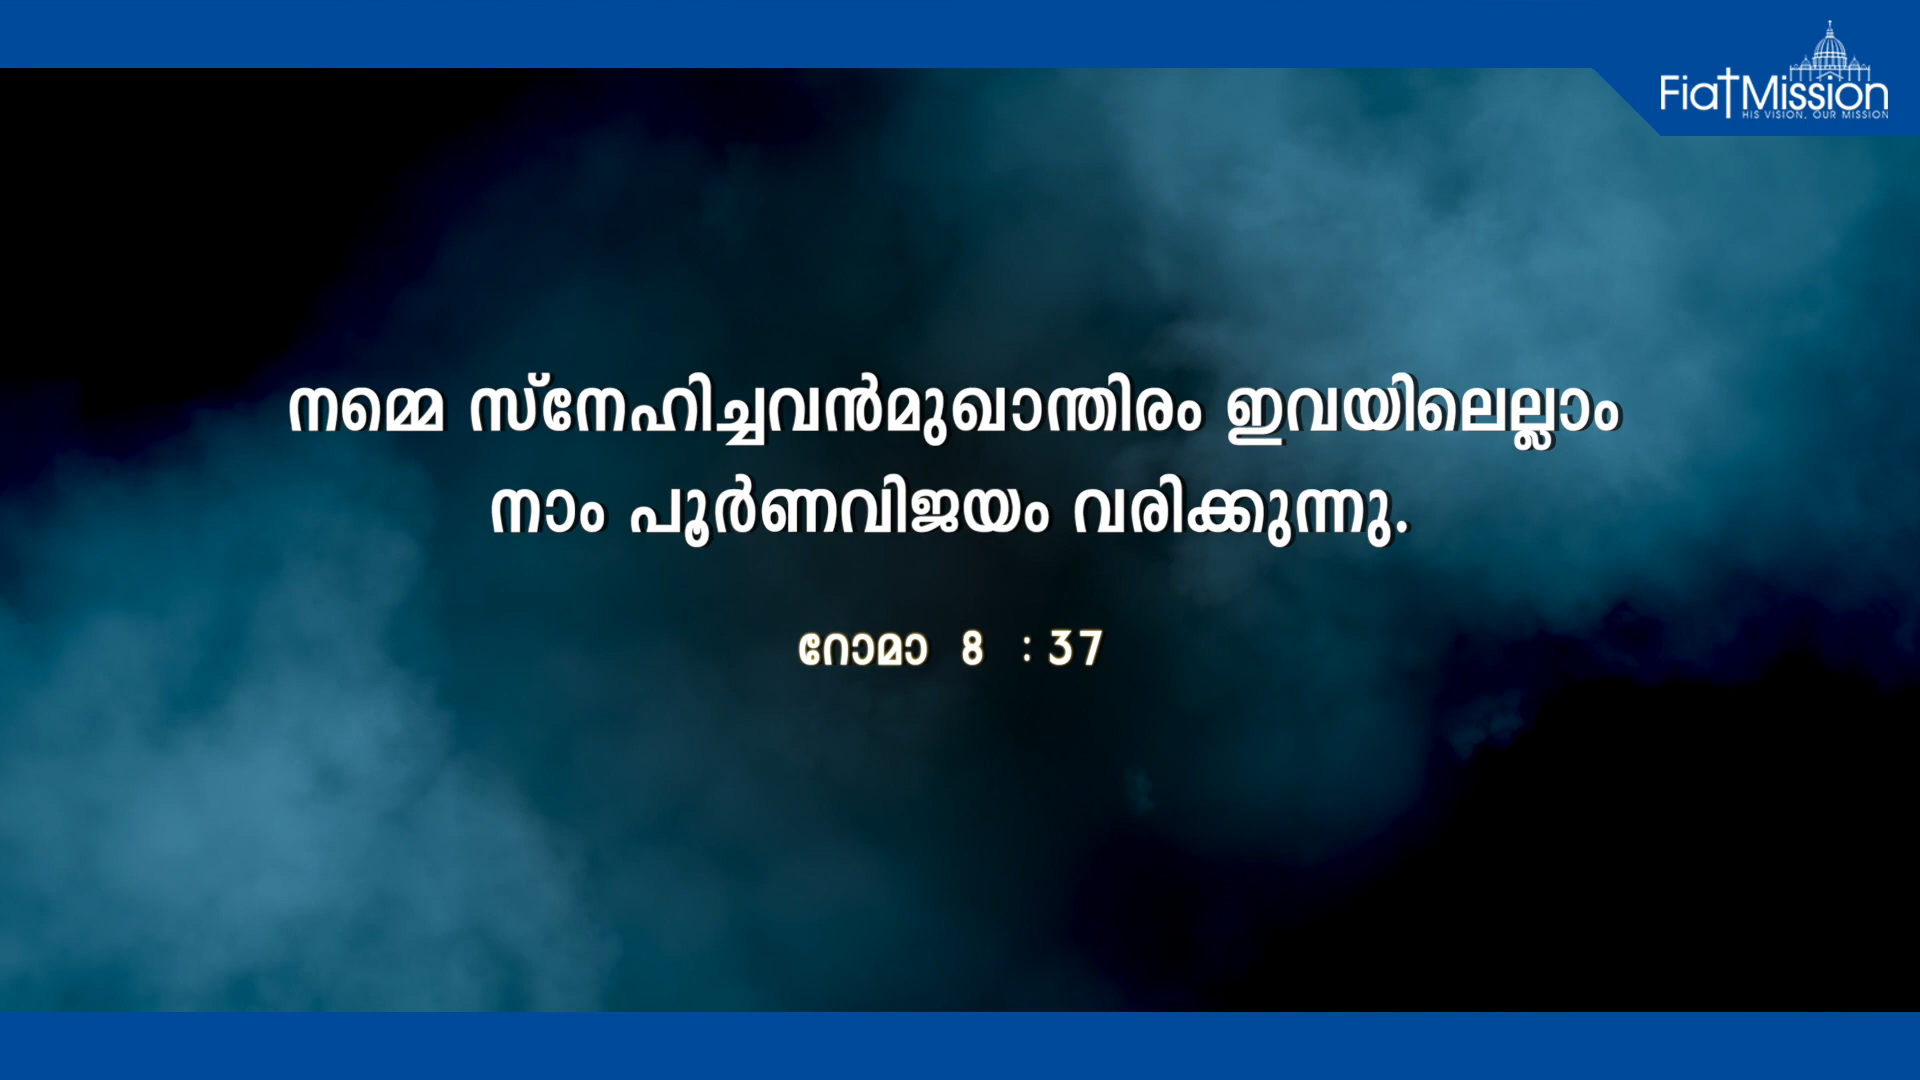 FiatMission
HIS VISION, OUR MISSION
നമ്മെ സ്നേഹിച്ചവൻമുഖാന്തിരം ഇവയിലെല്ലാം
നാം പൂർണവിജയം വരിക്കുന്നു.
റോമാ 8 :37